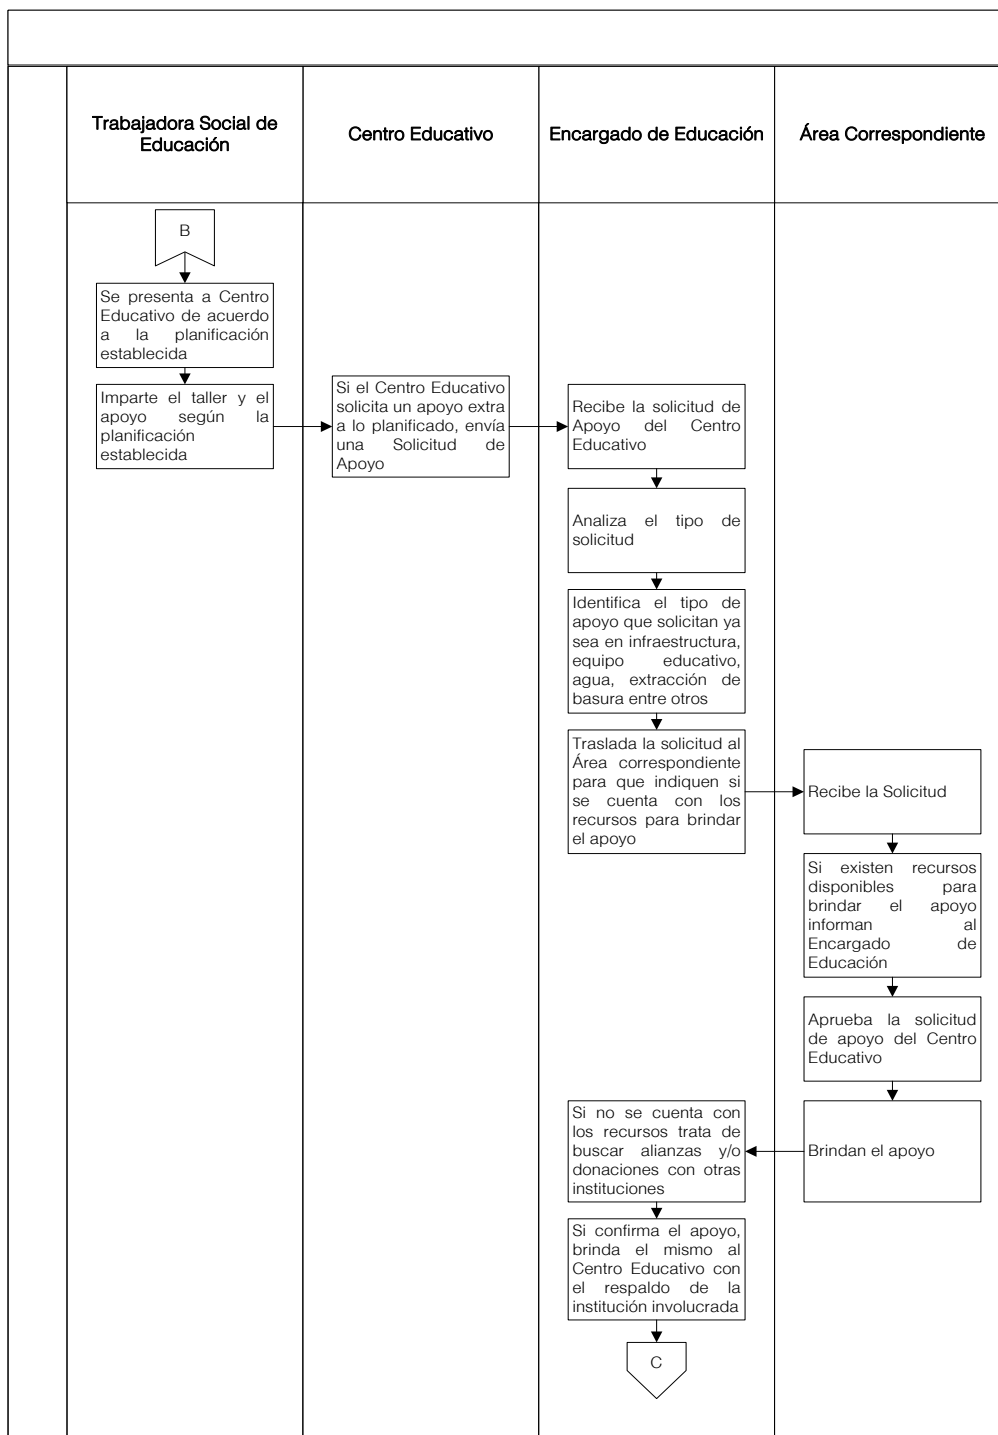 Trabajadora Social de
Educación
Centro Educativo
Encargado de Educación
Área Correspondiente
B
Se presenta a Centro
Educativo de acuerdo
a la planificación
establecida
Imparte el taller y el
apoyo según la
planificación
establecida
Si el Centro Educativo
solicita un apoyo extra
a lo planificado, envía
una Solicitud de
Apoyo
Recibe la solicitud de
Apoyo del Centro
Educativo
Analiza el tipo de
solicitud
Identifica el tipo de
apoyo que solicitan ya
sea en infraestructura,
equipo educativo,
agua, extracción de
basura entre otros
Traslada la solicitud al
Área correspondiente
para que indiquen si
se cuenta con los
recursos para brindar
el apoyo
Recibe la Solicitud
Si existen recursos
disponibles para
brindar el apoyo
informan al
Encargado de
Educación
Aprueba la solicitud
de apoyo del Centro
Educativo
Brindan el apoyo
Si no se cuenta con
los recursos trata de
buscar alianzas y/o
donaciones con otras
instituciones
Si confirma el apoyo,
brinda el mismo al
Centro Educativo con
el respaldo de la
institución involucrada
C